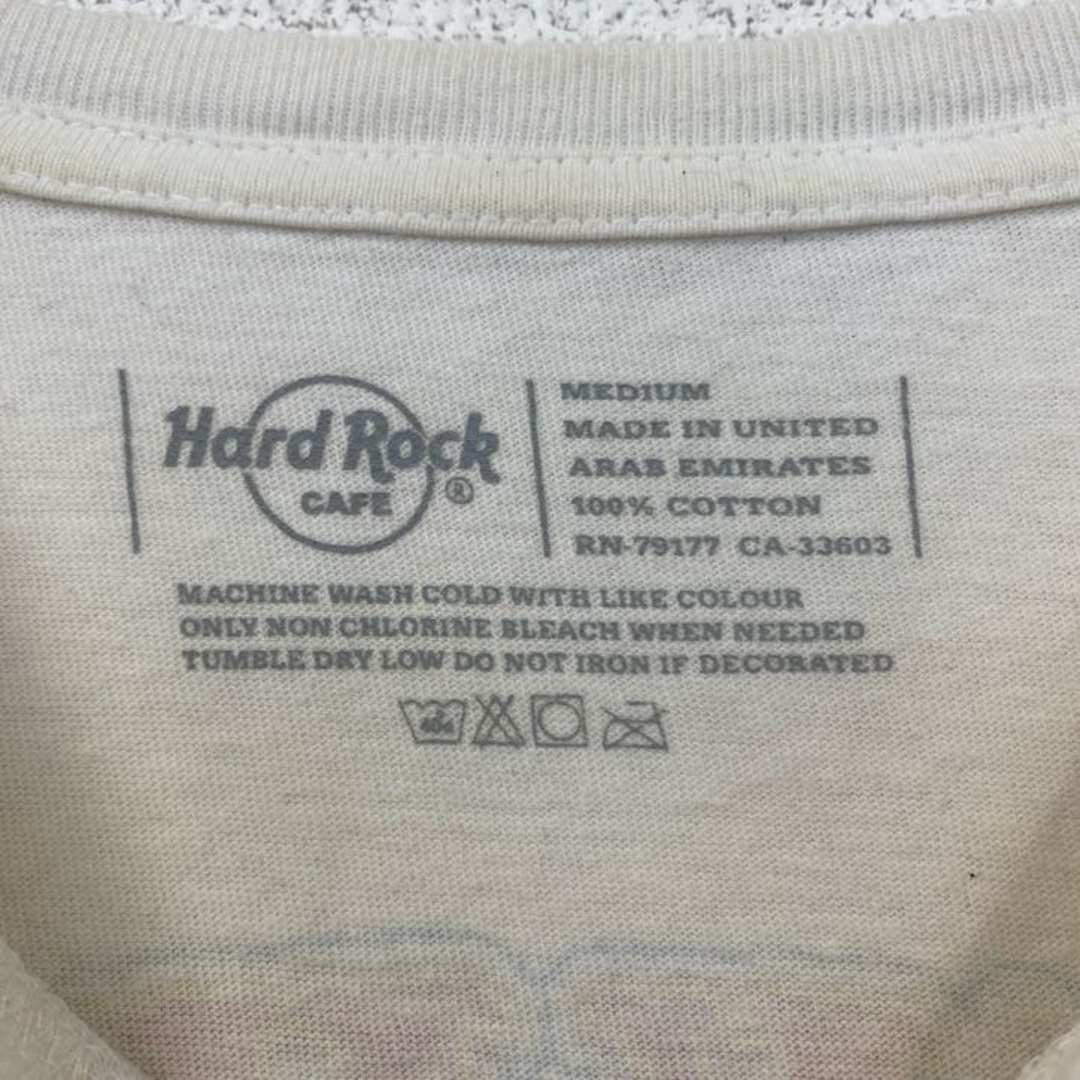 Hard Rock
CAFE
®
MEDIUM
MADE IN UNITED
ARAB EMIRATES
100% COTTON
RN-79177 CA-33603
MACHINE WASH COLD WITH LIKE COLOUR
ONLY NON CHLORINE BLEACH WHEN NEEDED
TUMBLE DRY LOW DO NOT IRON IF DECORATED